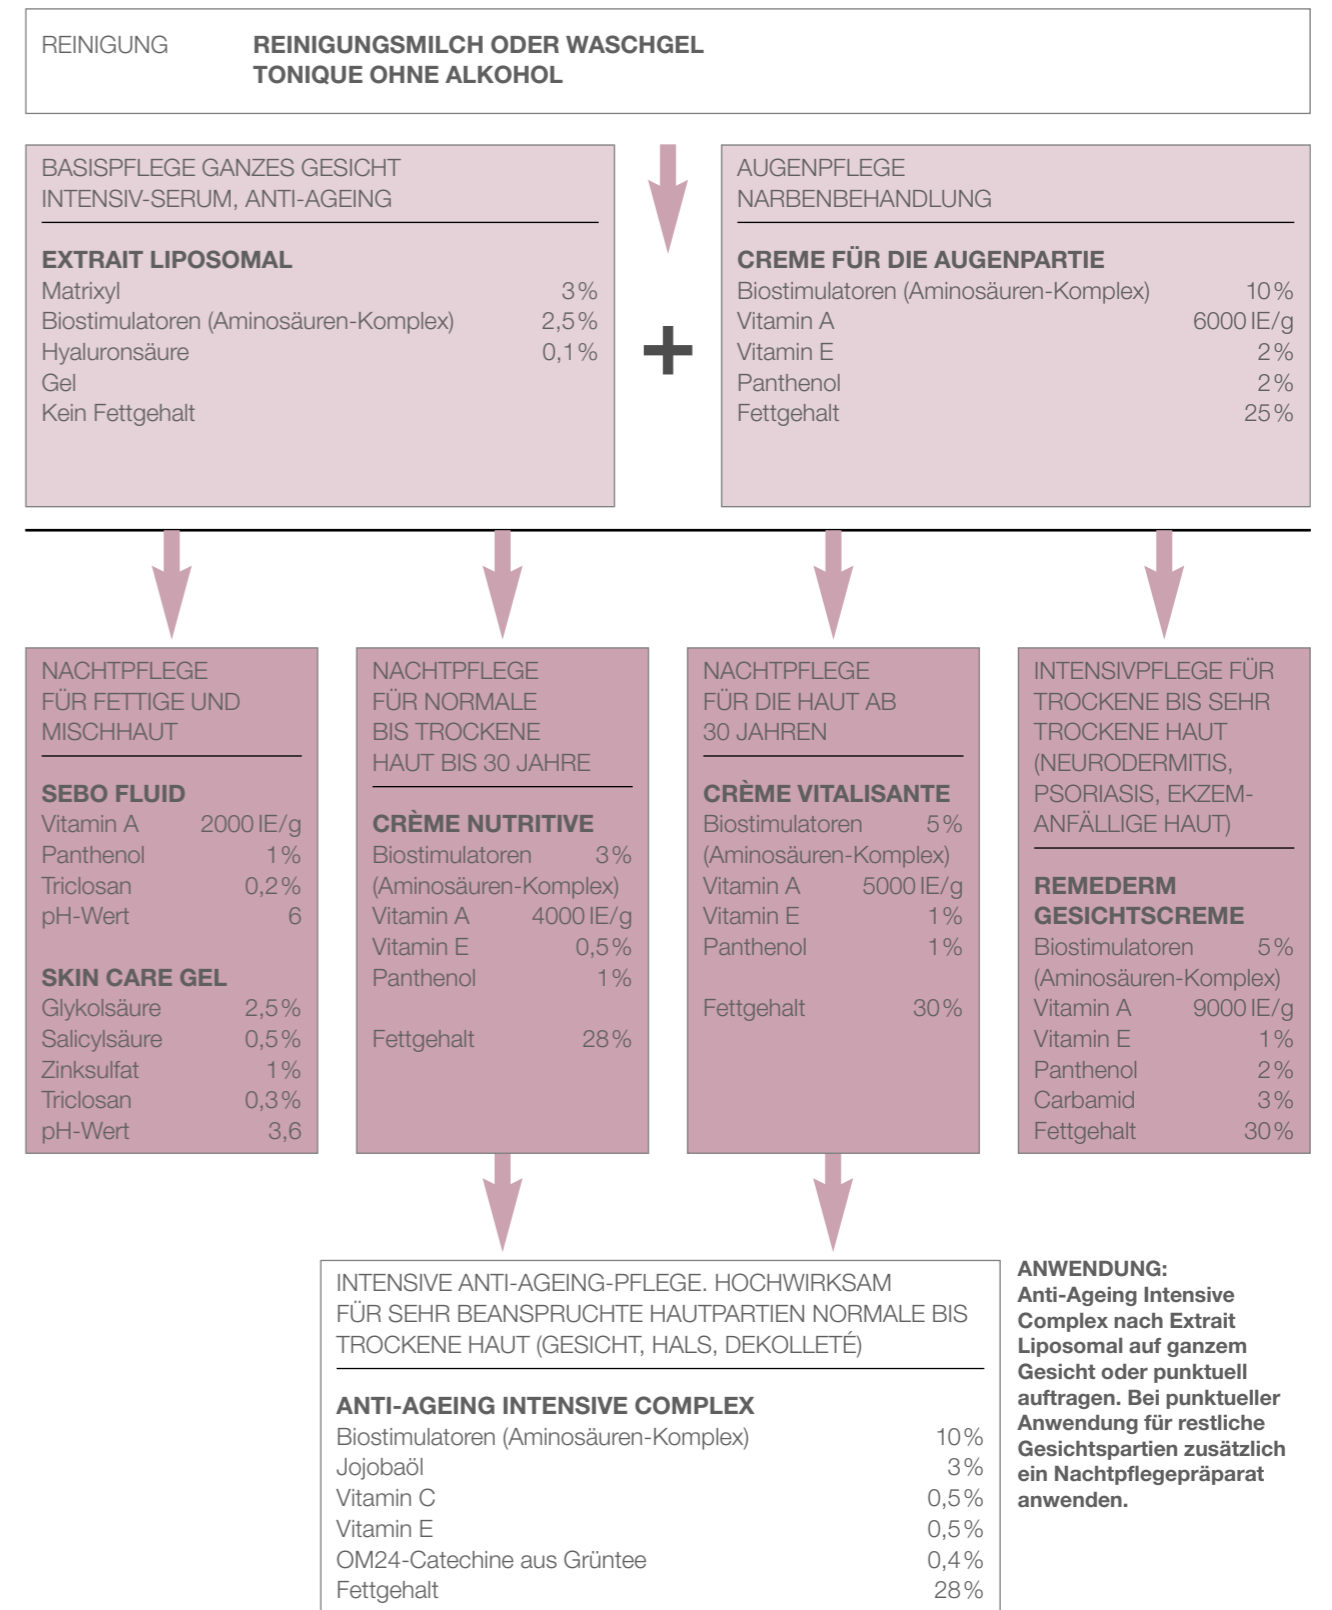 REINIGUNG REINIGUNGSMILCH ODER WASCHGEL
TONIQUE OHNE ALKOHOL
BASISPFLEGE GANZES GESICHT
INTENSIV-SERUM, ANTI-AGEING
EXTRAIT LIPOSOMAL
Matrixyl 3%
Biostimulatoren (Aminosäuren-Komplex) 2,5%
Hyaluronsäure 0,1%
Gel
Kein Fettgehalt
+
AUGENPFLEGE
NARBENBEHANDLUNG
CREME FÜR DIE AUGENPARTIE
Biostimulatoren (Aminosäuren-Komplex) 10%
Vitamin A 6000 IE/g
Vitamin E 2%
Panthenol 2%
Fettgehalt 25%
NACHTPFLEGE
FÜR FETTIGE UND
MISCHHAUT
SEBO FLUID
Vitamin A 2000 IE/g
Panthenol 1%
Triclosan 0,2%
pH-Wert 6
SKIN CARE GEL
Glykolsäure 2,5%
Salicylsäure 0,5%
Zinksulfat 1%
Triclosan 0,3%
pH-Wert 3,6
NACHTPFLEGE
FÜR NORMALE
BIS TROCKENE
HAUT BIS 30 JAHRE
CRÈME NUTRITIVE
Biostimulatoren 3%
(Aminosäuren-Komplex)
Vitamin A 4000 IE/g
Vitamin E 0,5%
Panthenol 1%
Fettgehalt 28%
NACHTPFLEGE
FÜR DIE HAUT AB
30 JAHREN
CRÈME VITALISANTE
Biostimulatoren 5%
(Aminosäuren-Komplex)
Vitamin A 5000 IE/g
Vitamin E 1%
Panthenol 1%
Fettgehalt 30%
INTENSIVPFLEGE FÜR
TROCKENE BIS SEHR
TROCKENE HAUT
(NEURODERMITIS,
PSORIASIS, EKZEM-
ANFÄLLIGE HAUT)
REMEDERM
GESICHTSCREME
Biostimulatoren 5%
(Aminosäuren-Komplex)
Vitamin A 9000 IE/g
Vitamin E 1%
Panthenol 2%
Carbamid 3%
Fettgehalt 30%
INTENSIVE ANTI-AGEING-PFLEGE. HOCHWIRKSAM
FÜR SEHR BEANSPRUCHTE HAUTPARTIEN NORMALE BIS
TROCKENE HAUT (GESICHT, HALS, DEKOLLETÉ)
ANTI-AGEING INTENSIVE COMPLEX
Biostimulatoren (Aminosäuren-Komplex) 10%
Jojobaöl 3%
Vitamin C 0,5%
Vitamin E 0,5%
OM24-Catechine aus Grüntee 0,4%
Fettgehalt 28%
ANWENDUNG:
Anti-Ageing Intensive
Complex nach Extrait
Liposomal auf ganzem
Gesicht oder punktuell
auftragen. Bei punktueller
Anwendung für restliche
Gesichtspartien zusätzlich
ein Nachtpflegepräparat
anwenden.